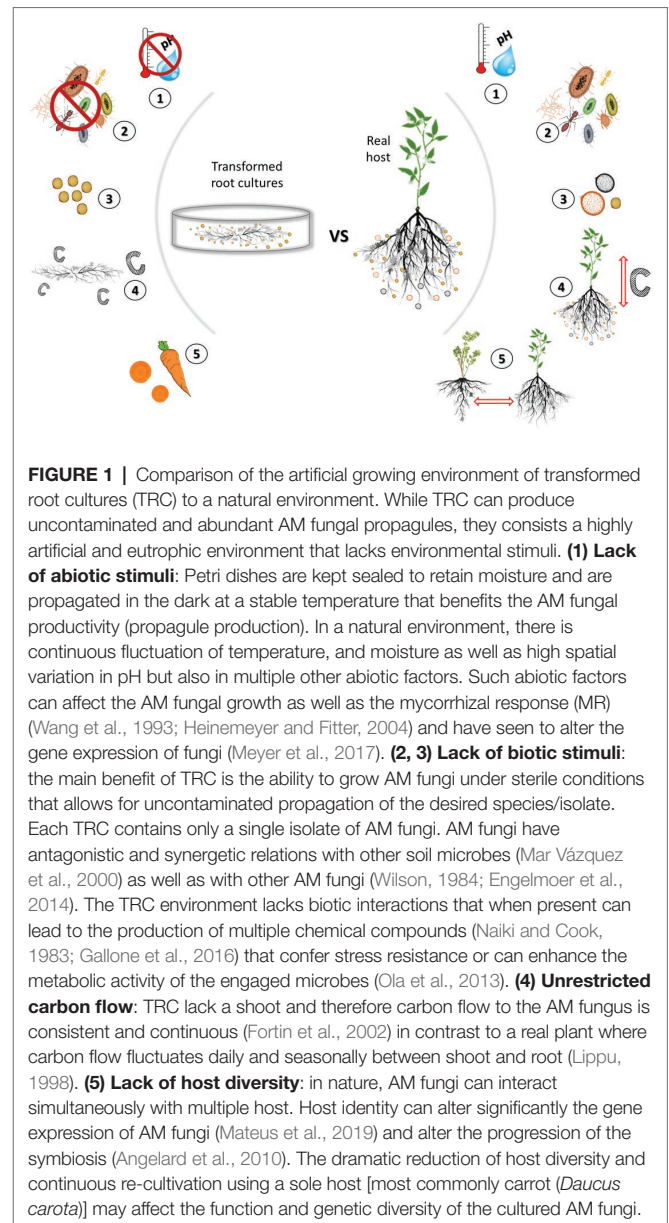 pH
pH
1
1
2
2
Transformed
root cultures
Real
host
3
VS
3
C
C
C
C
4
4
C
5
5
FIGURE 1 | Comparison of the artificial growing environment of transformed
root cultures (TRC) to a natural environment. While TRC can produce
uncontaminated and abundant AM fungal propagules, they consists a highly
artificial and eutrophic environment that lacks environmental stimuli. (1) Lack
of abiotic stimuli: Petri dishes are kept sealed to retain moisture and are
propagated in the dark at a stable temperature that benefits the AM fungal
productivity (propagule production). In a natural environment, there is
continuous fluctuation of temperature, and moisture as well as high spatial
variation in pH but also in multiple other abiotic factors. Such abiotic factors
can affect the AM fungal growth as well as the mycorrhizal response (MR)
(Wang et al., 1993; Heinemeyer and Fitter, 2004) and have seen to alter the
gene expression of fungi (Meyer et al., 2017). (2, 3) Lack of biotic stimuli:
the main benefit of TRC is the ability to grow AM fungi under sterile conditions
that allows for uncontaminated propagation of the desired species/isolate.
Each TRC contains only a single isolate of AM fungi. AM fungi have
antagonistic and synergetic relations with other soil microbes (Mar Vázquez
et al., 2000) as well as with other AM fungi (Wilson, 1984; Engelmoer et al.,
2014). The TRC environment lacks biotic interactions that when present can
lead to the production of multiple chemical compounds (Naiki and Cook,
1983; Gallone et al., 2016) that confer stress resistance or can enhance the
metabolic activity of the engaged microbes (Ola et al., 2013). (4) Unrestricted
carbon flow: TRC lack a shoot and therefore carbon flow to the AM fungus is
consistent and continuous (Fortin et al., 2002) in contrast to a real plant where
carbon flow fluctuates daily and seasonally between shoot and root (Lippu,
1998). (5) Lack of host diversity: in nature, AM fungi can interact
simultaneously with multiple host. Host identity can alter significantly the gene
expression of AM fungi (Mateus et al., 2019) and alter the progression of the
symbiosis (Angelard et al., 2010). The dramatic reduction of host diversity and
continuous re-cultivation using a sole host [most commonly carrot (Daucus
carota)] may affect the function and genetic diversity of the cultured AM fungi.